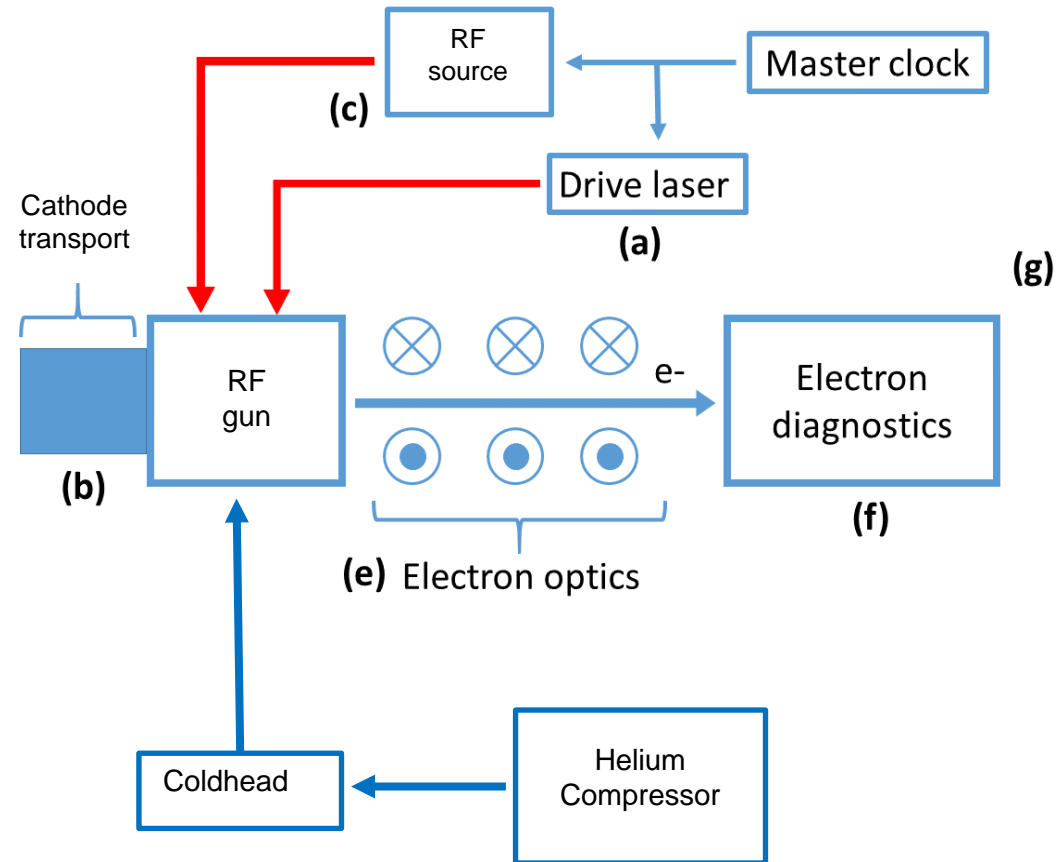 RF
source
(c)
Master clock
Drive laser
(a)
Cathode
transport
(g)
RF
gun
(b)
e-
Electron
diagnostics
(f)
(e) Electron optics
Coldhead
Helium
Compressor